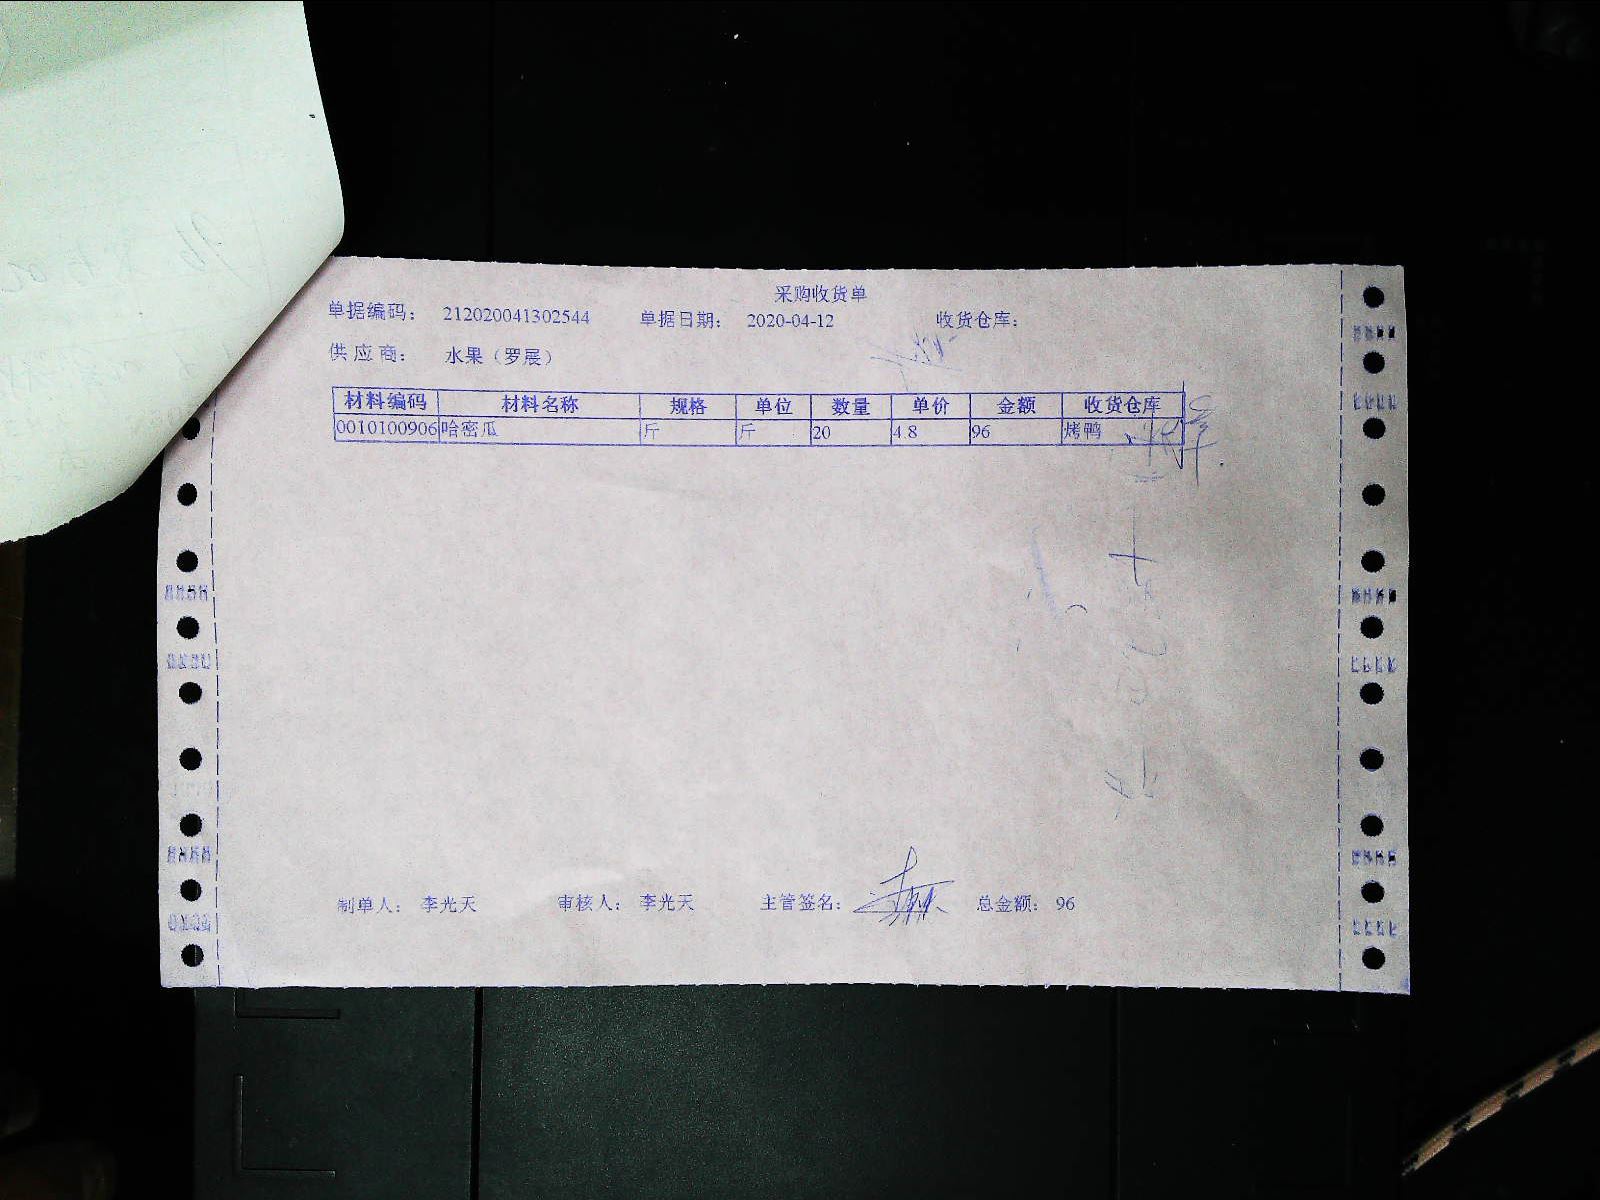 采购收货单
单据编码: 212020041302544 单据日期: 2020-04-12 收货仓库:
供应商: 水果（罗展）
材料编码 材料名称 规格 单位 数量 单价 金额 收货仓库
0010100906 哈密瓜 斤 斤 20 4.8 96 烤鸭
制单人: 李光天 审核人: 李光天 主管签名: 总金额: 96